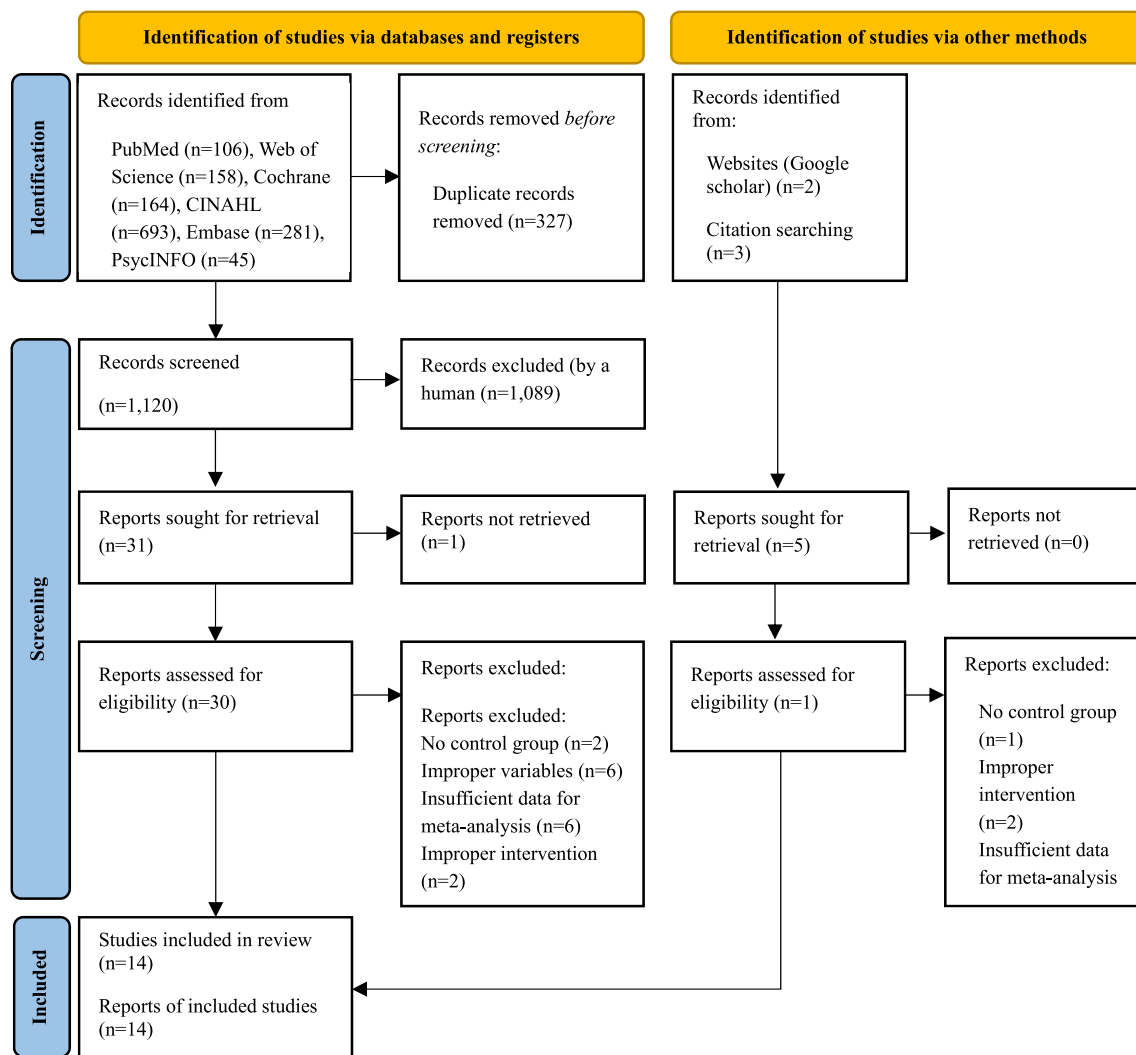 Identification of studies via databases and registers
Identification of studies via other methods
Identification
Records identified from
PubMed (n=106), Web of
Science (n=158), Cochrane
(n=164), CINAHL
(n=693), Embase (n=281),
PsycINFO (n=45)
Records removed before
screening:
Duplicate records
removed (n=327)
Records identified
from:
Websites (Google
scholar) (n=2)
Citation searching
(n=3)
Screening
Records screened
(n=1,120)
Records excluded (by a
human (n=1,089)
Reports sought for retrieval
(n=31)
Reports not retrieved
(n=1)
Reports sought for
retrieval (n=5)
Reports not
retrieved (n=0)
Reports assessed for
eligibility (n=30)
Reports excluded:
Reports excluded:
No control group (n=2)
Improper variables (n=6)
Insufficient data for
meta-analysis (n=6)
Improper intervention
(n=2)
Reports assessed for
eligibility (n=1)
Reports excluded:
No control group
(n=1)
Improper
intervention
(n=2)
Insufficient data
for meta-analysis
Included
Studies included in review
(n=14)
Reports of included studies
(n=14)